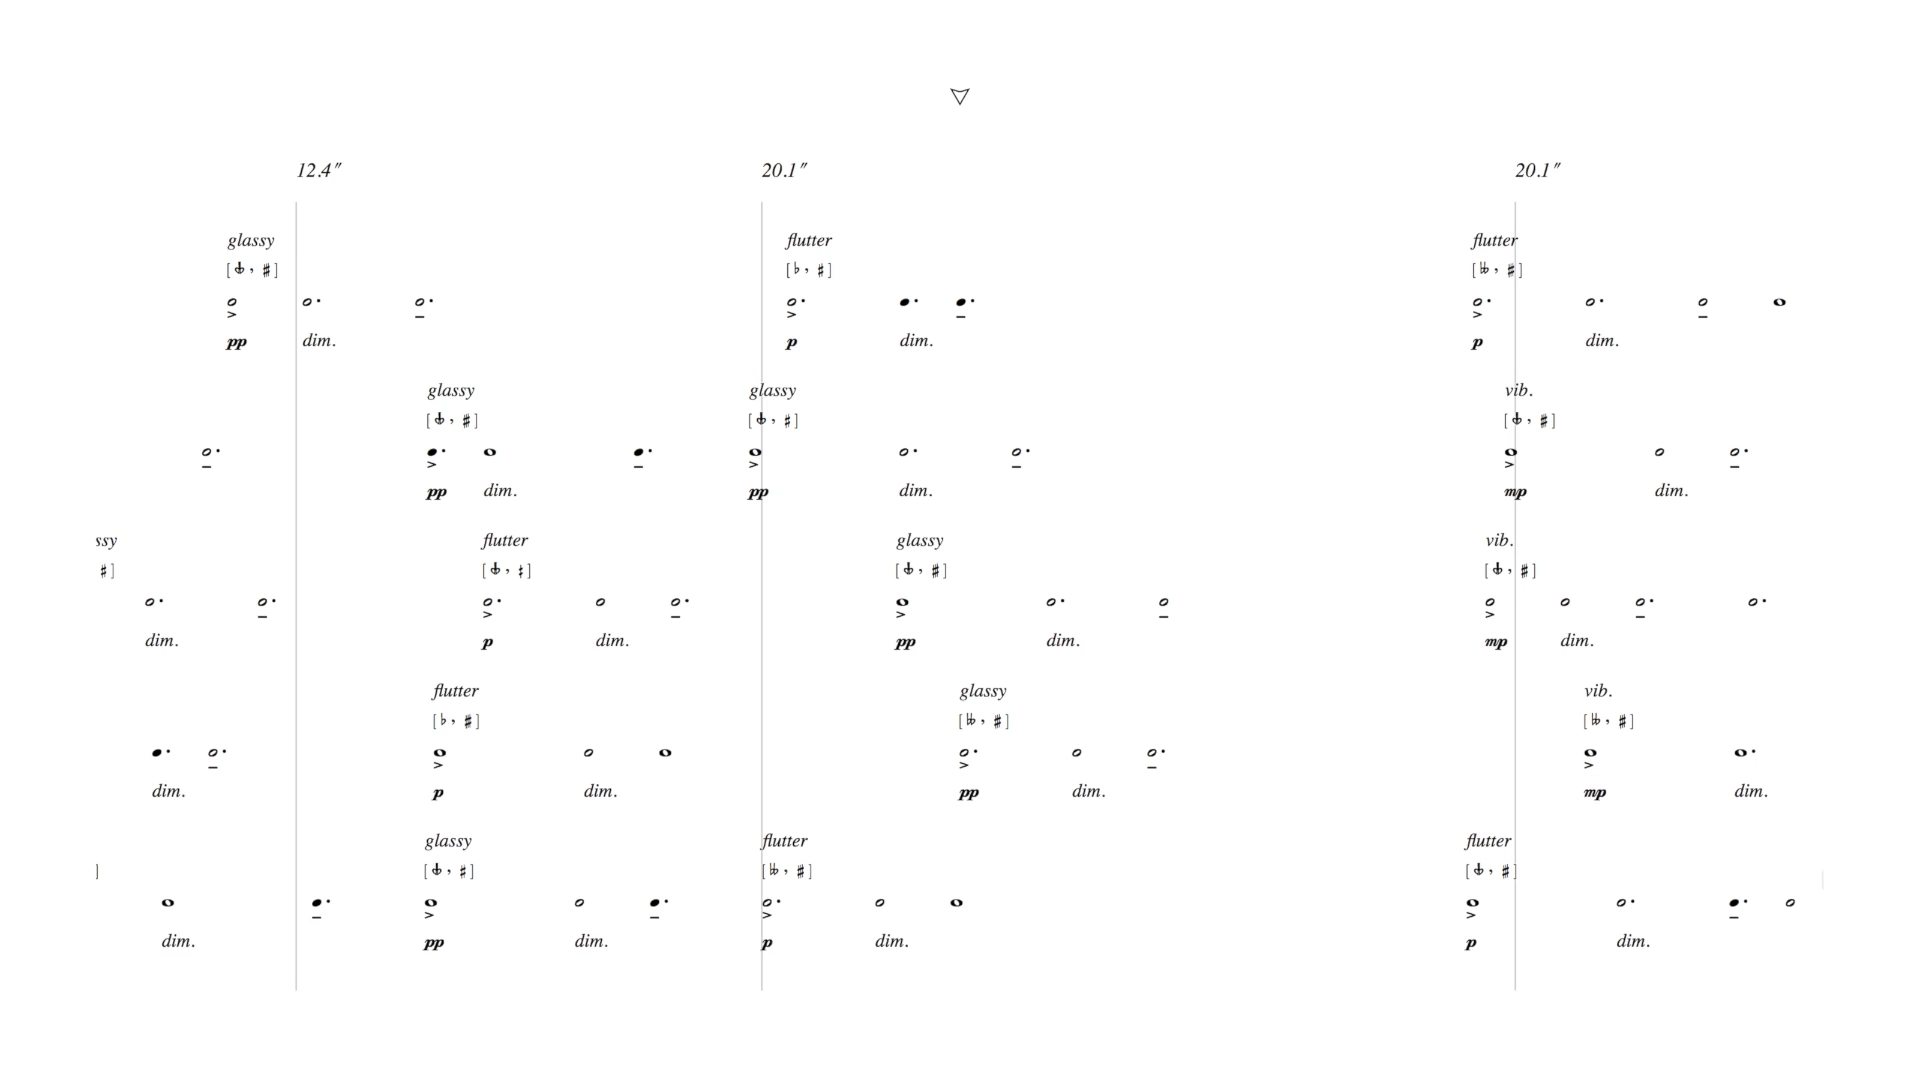 12.4″ 20.1″ 20.1″
glassy flutter flutter
[♭, ♯] [♭, ♯] [𝄫, ♯]
pp dim. p dim. p dim.
glassy glassy vib.
[♭, ♯] [♭, ♯] [♭, ♯]
pp dim. pp dim. mp dim.
ssy flutter glassy vib.
♯] [♭, ♮] [♭, ♯] [♭, ♯]
dim. p dim. pp dim. mp dim.
flutter glassy vib.
[♭, ♯] [𝄫, ♯] [𝄫, ♯]
dim. p dim. pp dim. mp dim.
glassy flutter flutter
] [♭, ♯] [𝄫, ♯] [♭, ♯]
dim. pp dim. p dim. p dim.